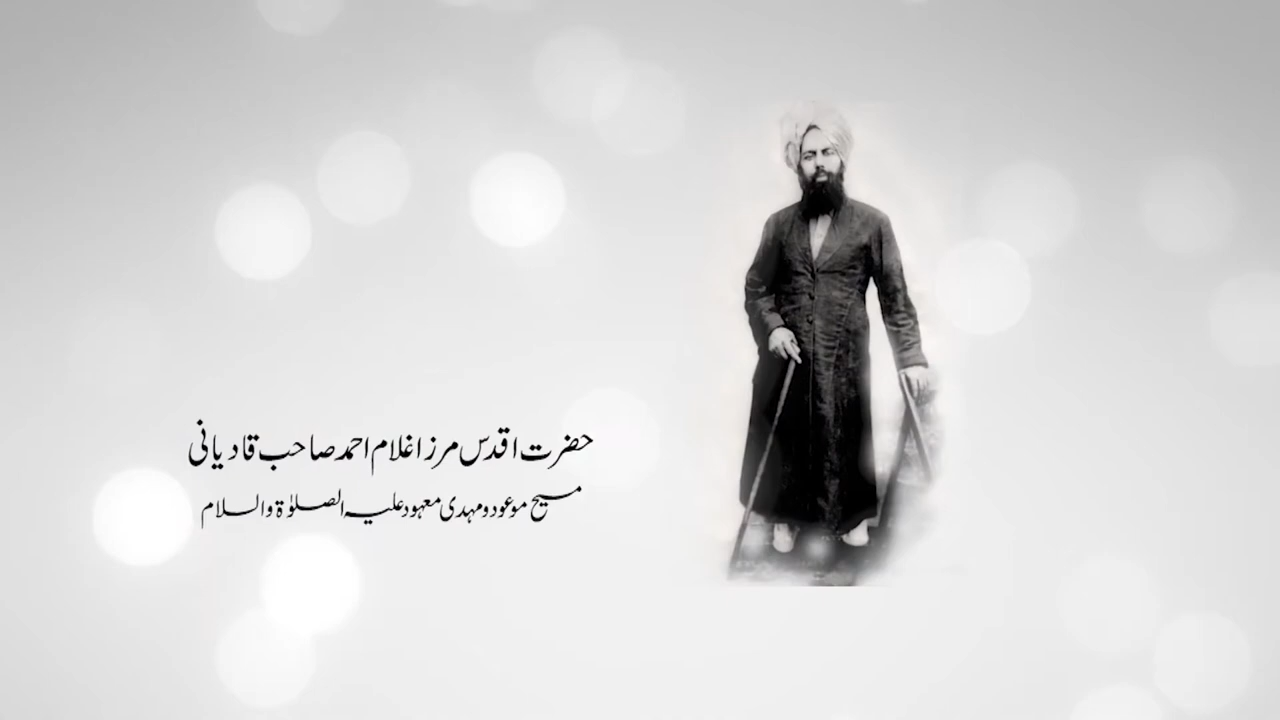 حضرت اقدس مرزا غلام احمد صاحب قادیانی
مسیح موعود و مہدی معہود علیہ الصلوٰۃ والسلام